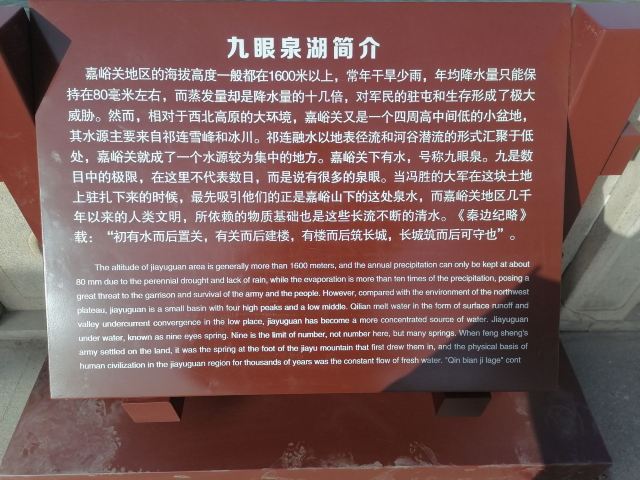 九眼泉湖简介
嘉峪关地区的海拔高度一般都在1600米以上，常年干旱少雨，年均降水量只能保
持在80毫米左右，而蒸发量却是降水量的十几倍，对军民的驻屯和生存形成了极大
威胁。然而，相对于西北高原的大环境，嘉峪关又是一个四周高中间低的小盆地，
其水源主要来自祁连雪峰和冰川。祁连融水以地表径流和河谷潜流的形式汇聚于低
处，嘉峪关就成了一个水源较为集中的地方。嘉峪关下有水，号称九眼泉。九是数
目中的极限，在这里不代表数目，而是说有很多的泉眼。当冯胜的大军在这块土地
上驻扎下来的时候，最先吸引他们的正是嘉峪山下的这处泉水，而嘉峪关地区几千
年以来的人类文明，所依赖的物质基础也是这些长流不断的清水。《秦边纪略》
载：“初有水而后置关，有关而后建楼，有楼而后筑长城，长城筑而后可守也”。
The altitude of jiayuguan area is generally more than 1600 meters, and the annual precipitation can only be kept at about
80 mm due to the perennial drought and lack of rain, while the evaporation is more than ten times of the precipitation, posing a
great threat to the garrison and survival of the army and the people. However, compared with the environment of the northwest
plateau, jiayuguan is a small basin with four high peaks and a low middle. Qilian melt water in the form of surface runoff and
valley undercurrent convergence in the low place, jiayuguan has become a more concentrated source of water. Jiayuguan
under water, known as nine eyes spring. Nine is the limit of number, not number here, but many springs. When feng sheng's
army settled on the land, it was the spring at the foot of the jiayu mountain that first drew them in, and the physical basis of
human civilization in the jiayuguan region for thousands of years was the constant flow of fresh water. "Qin bian ji lage" cont